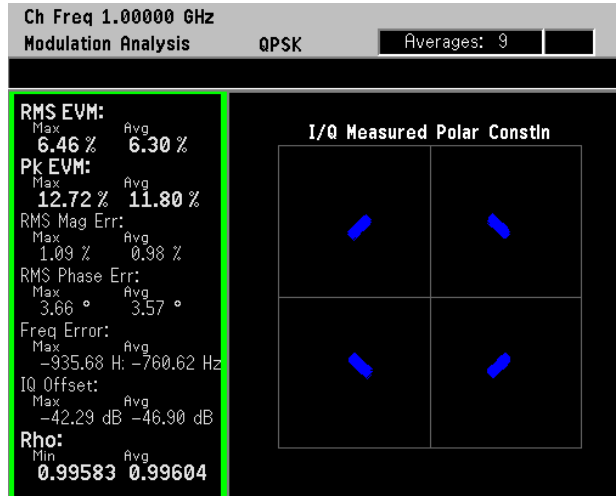 Ch Freq 1.00000 GHz
Modulation Analysis QPSK Averages: 9
RMS EVM:
Max Avg
6.46 % 6.30 %
Pk EVM:
Max Avg
12.72 % 11.80 %
RMS Mag Err:
Max Avg
1.09 % 0.98 %
RMS Phase Err:
Max Avg
3.66 ° 3.57 °
Freq Error:
Max Avg
-935.68 H: -760.62 Hz
IQ Offset:
Max Avg
-42.29 dB -46.90 dB
Rho:
Min Avg
0.99583 0.99604
I/Q Measured Polar Constln